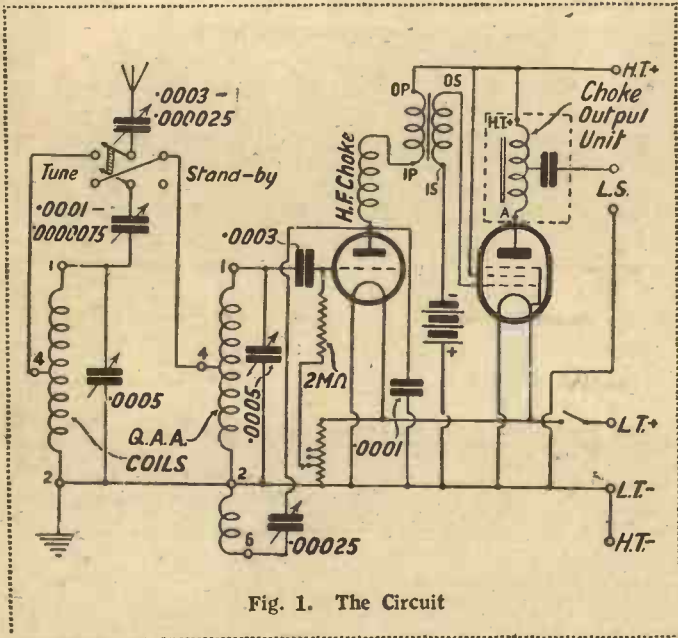 ·0003 –
·000025
Tune
Stand-by
·0001 –
·0000075
1
4
·0005
Q.A.A.
COILS
2
1
4
·0005
2
6
·00025
·0003
2MΩ
H.F. Choke
OP
IP
OS
IS
-
+
·0001
H.T.+
A
H.T.+
Choke
Output
Unit
L.S.
L.T.+
L.T.-
H.T.-
Fig. 1. The Circuit